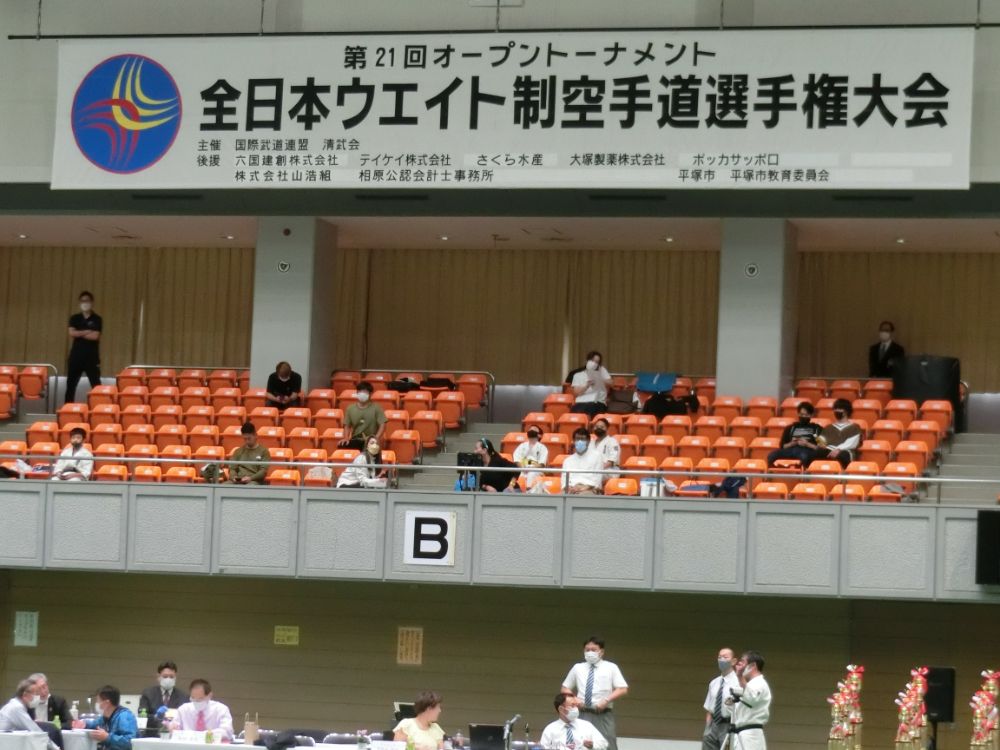 第21回オープントーナメント
全日本ウエイト制空手道選手権大会
主催 国際武道連盟 清武会
後援 六国建創株式会社 テイケイ株式会社 さくら水産 大塚製薬株式会社 ポッカサッポロ
株式会社山浩組 相原公認会計士事務所 平塚市 平塚市教育委員会
B